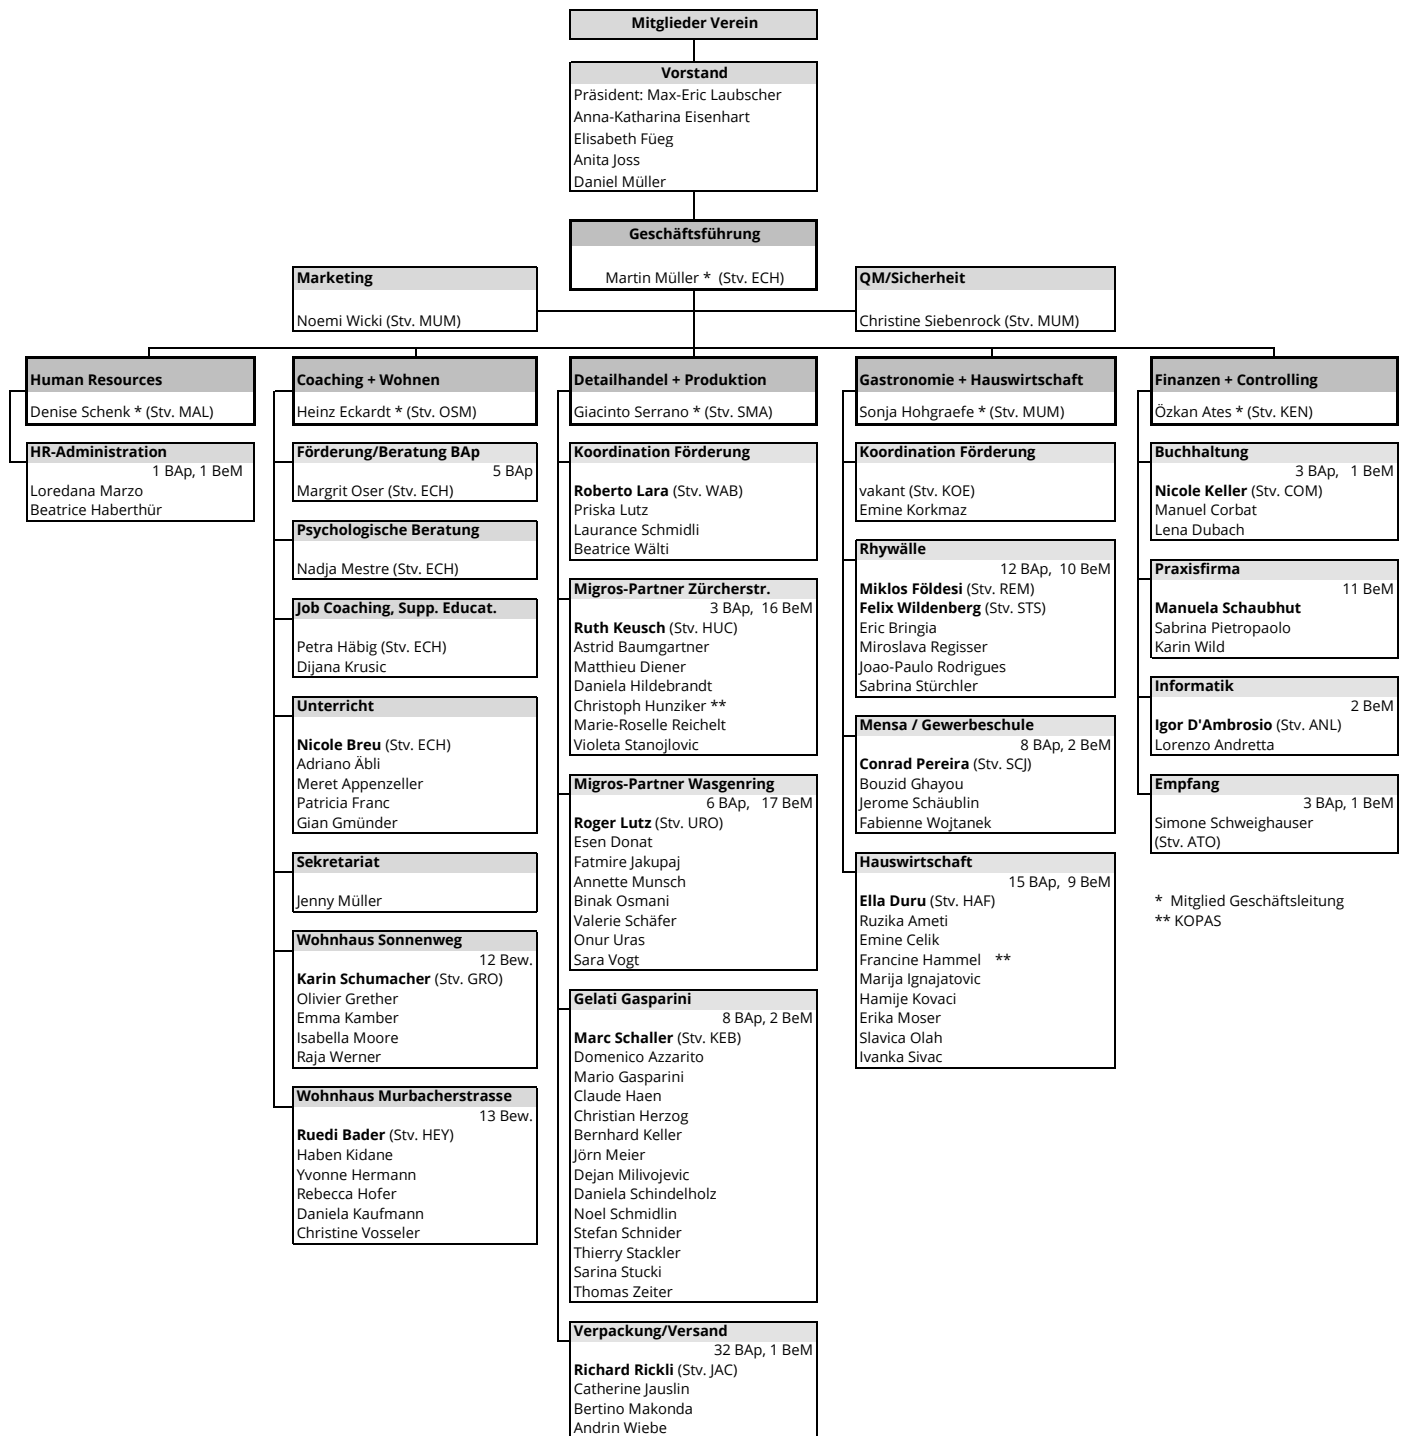 Mitglieder Verein
Vorstand
Präsident: Max-Eric Laubscher
Anna-Katharina Eisenhart
Elisabeth Füeg
Anita Joss
Daniel Müller
Geschäftsführung
Martin Müller * (Stv. ECH)
Marketing
Noemi Wicki (Stv. MUM)
QM/Sicherheit
Christine Siebenrock (Stv. MUM)
Human Resources
Denise Schenk * (Stv. MAL)
HR-Administration
1 BAp, 1 BeM
Loredana Marzo
Beatrice Haberthür
Coaching + Wohnen
Heinz Eckardt * (Stv. OSM)
Förderung/Beratung BAp
5 BAp
Margrit Oser (Stv. ECH)
Psychologische Beratung
Nadja Mestre (Stv. ECH)
Job Coaching, Supp. Educat.
Petra Häbig (Stv. ECH)
Dijana Krusic
Unterricht
Nicole Breu (Stv. ECH)
Adriano Äbli
Meret Appenzeller
Patricia Franc
Gian Gmünder
Sekretariat
Jenny Müller
Wohnhaus Sonnenweg
12 Bew.
Karin Schumacher (Stv. GRO)
Olivier Grether
Emma Kamber
Isabella Moore
Raja Werner
Wohnhaus Murbacherstrasse
13 Bew.
Ruedi Bader (Stv. HEY)
Haben Kidane
Yvonne Hermann
Rebecca Hofer
Daniela Kaufmann
Christine Vosseler
Detailhandel + Produktion
Giacinto Serrano * (Stv. SMA)
Koordination Förderung
Roberto Lara (Stv. WAB)
Priska Lutz
Laurance Schmidli
Beatrice Wälti
Migros-Partner Zürcherstr.
3 BAp, 16 BeM
Ruth Keusch (Stv. HUC)
Astrid Baumgartner
Matthieu Diener
Daniela Hildebrandt
Christoph Hunziker **
Marie-Roselle Reichelt
Violeta Stanojlovic
Migros-Partner Wasgenring
6 BAp, 17 BeM
Roger Lutz (Stv. URO)
Esen Donat
Fatmire Jakupaj
Annette Munsch
Binak Osmani
Valerie Schäfer
Onur Uras
Sara Vogt
Gelati Gasparini
8 BAp, 2 BeM
Marc Schaller (Stv. KEB)
Domenico Azzarito
Mario Gasparini
Claude Haen
Christian Herzog
Bernhard Keller
Jörn Meier
Dejan Milivojevic
Daniela Schindelholz
Noel Schmidlin
Stefan Schnider
Thierry Stackler
Sarina Stucki
Thomas Zeiter
Verpackung/Versand
32 BAp, 1 BeM
Richard Rickli (Stv. JAC)
Catherine Jauslin
Bertino Makonda
Andrin Wiebe
Gastronomie + Hauswirtschaft
Sonja Hohgraefe * (Stv. MUM)
Koordination Förderung
vakant (Stv. KOE)
Emine Korkmaz
Rhywälle
12 BAp, 10 BeM
Miklos Földesi (Stv. REM)
Felix Wildenberg (Stv. STS)
Eric Bringia
Miroslava Regisser
Joao-Paulo Rodrigues
Sabrina Stürchler
Mensa / Gewerbeschule
8 BAp, 2 BeM
Conrad Pereira (Stv. SCJ)
Bouzid Ghayou
Jerome Schäublin
Fabienne Wojtanek
Hauswirtschaft
15 BAp, 9 BeM
Ella Duru (Stv. HAF)
Ruzika Ameti
Emine Celik
Francine Hammel **
Marija Ignajatovic
Hamije Kovaci
Erika Moser
Slavica Olah
Ivanka Sivac
Finanzen + Controlling
Özkan Ates * (Stv. KEN)
Buchhaltung
3 BAp, 1 BeM
Nicole Keller (Stv. COM)
Manuel Corbat
Lena Dubach
Praxisfirma
11 BeM
Manuela Schaubhut
Sabrina Pietropaolo
Karin Wild
Informatik
2 BeM
Igor D'Ambrosio (Stv. ANL)
Lorenzo Andretta
Empfang
3 BAp, 1 BeM
Simone Schweighauser
(Stv. ATO)
* Mitglied Geschäftsleitung
** KOPAS